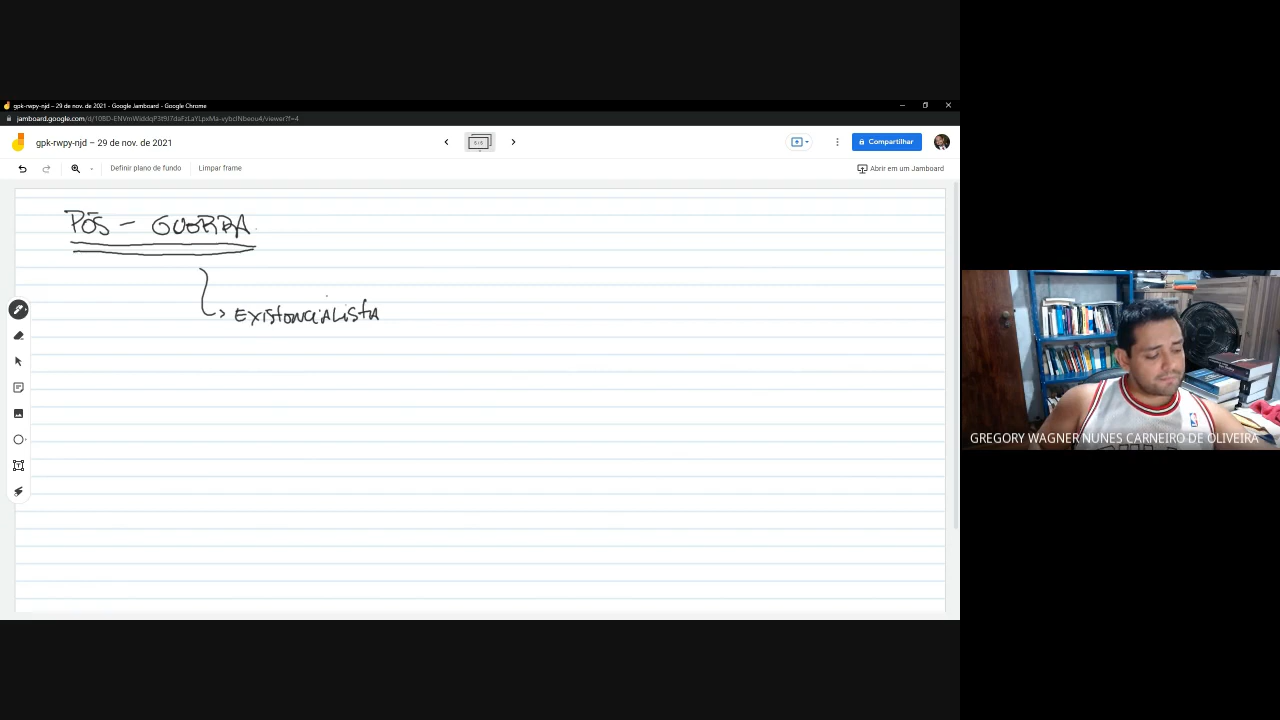 gpk-rwpy-njd – 29 de nov. de 2021 - Google Jamboard - Google Chrome
gpk-rwpy-njd – 29 de nov. de 2021
Compartilhar
Definir plano de fundo
Limpar frame
Abrir em um Jamboard
PÓS - GUERRA
EXISTENCIALISTA
GREGORY WAGNER NUNES CARNEIRO DE OLIVEIRA